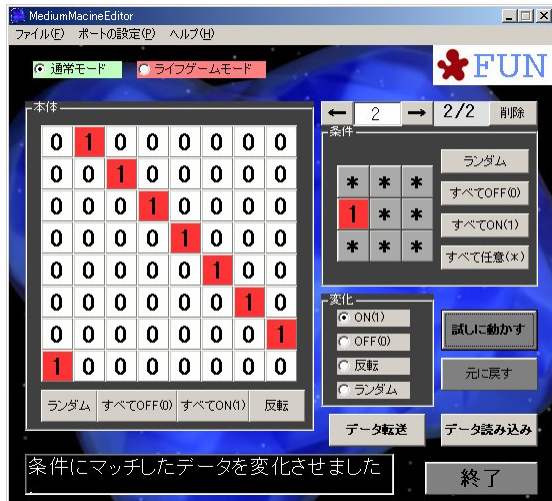 MediumMacineEditor
ファイル(F) ポートの設定(P) ヘルプ(H)
通常モード ライフゲームモード
FUN
本体
0 1 0 0 0 0 0 0
0 0 1 0 0 0 0 0
0 0 0 1 0 0 0 0
0 0 0 0 1 0 0 0
0 0 0 0 0 1 0 0
0 0 0 0 0 0 1 0
0 0 0 0 0 0 0 1
1 0 0 0 0 0 0 0
ランダム すべてOFF(0) すべてON(1) 反転
← 2 → 2/2 削除
条件
* * *
1 * *
* * *
ランダム
すべてOFF(0)
すべてON(1)
すべて任意(*)
変化
ON(1)
OFF(0)
反転
ランダム
試しに動かす
元に戻す
データ転送 データ読み込み
条件にマッチしたデータを変化させました
.
終了